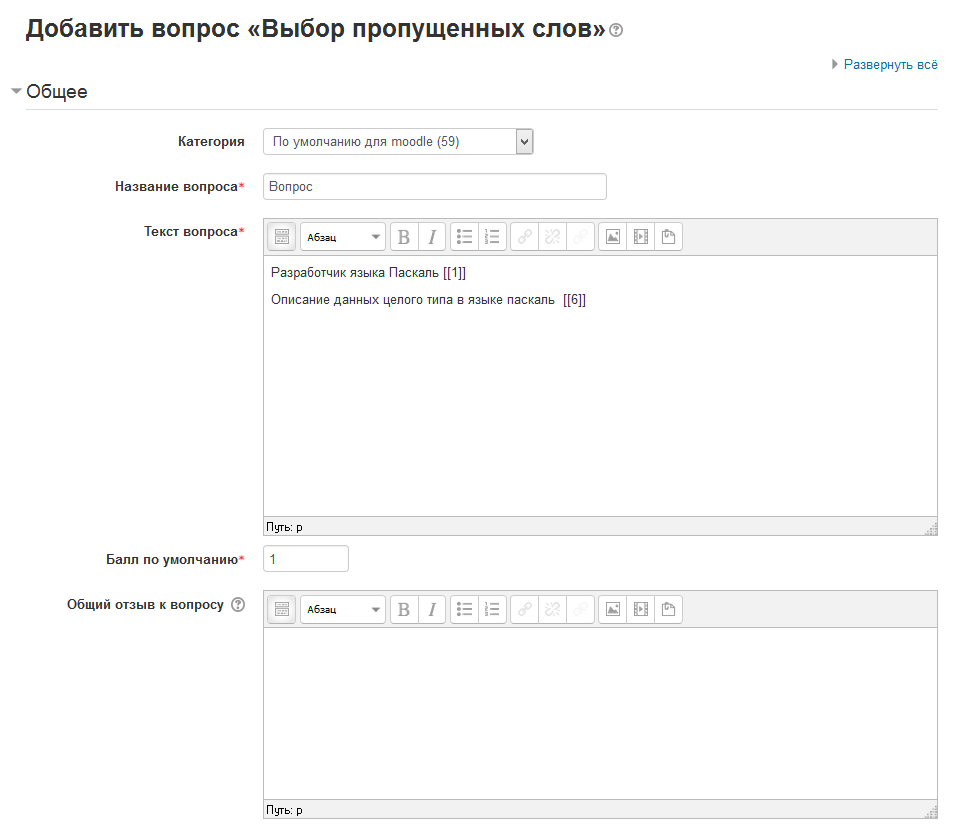 Добавить вопрос «Выбор пропущенных слов»
Развернуть всё
Общее
Категория По умолчанию для moodle (59)
Название вопроса* Вопрос
Текст вопроса* Абзац B I
Разработчик языка Паскаль [[1]]
Описание данных целого типа в языке паскаль [[6]]
Путь: p
Балл по умолчанию* 1
Общий отзыв к вопросу Абзац B I
Путь: p